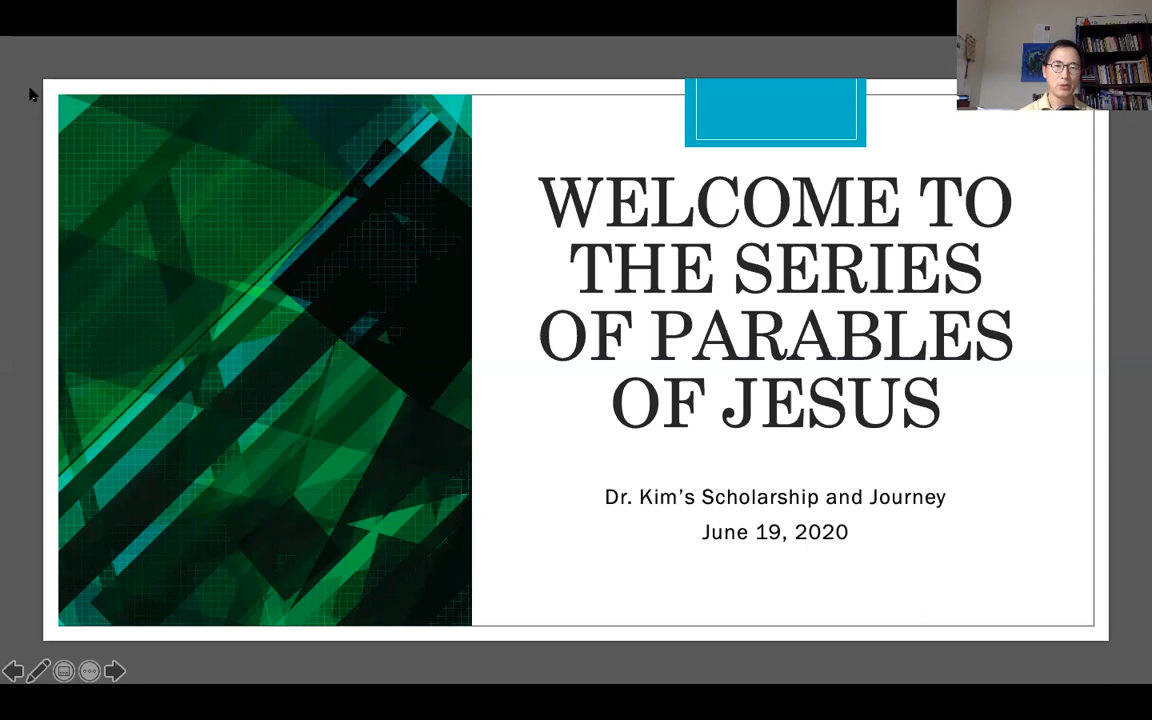 WELCOME TO
THE SERIES
OF PARABLES
OF JESUS
Dr. Kim's Scholarship and Journey
June 19, 2020